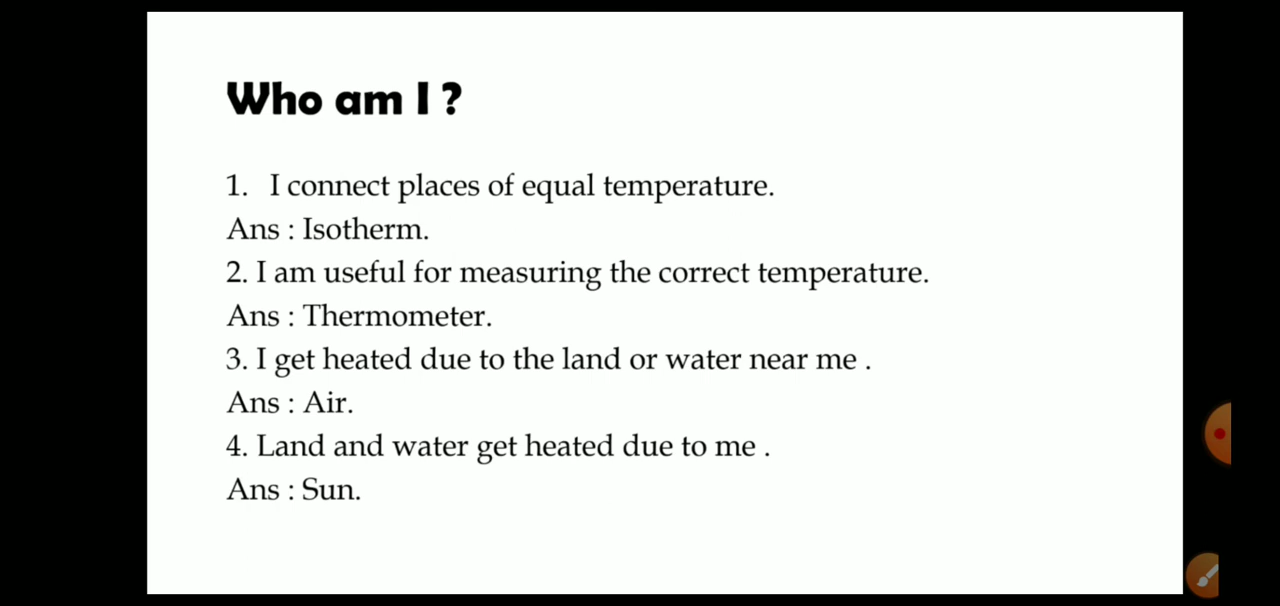 Who am I ?
1. I connect places of equal temperature.
Ans : Isotherm.
2. I am useful for measuring the correct temperature.
Ans : Thermometer.
3. I get heated due to the land or water near me .
Ans : Air.
4. Land and water get heated due to me .
Ans : Sun.